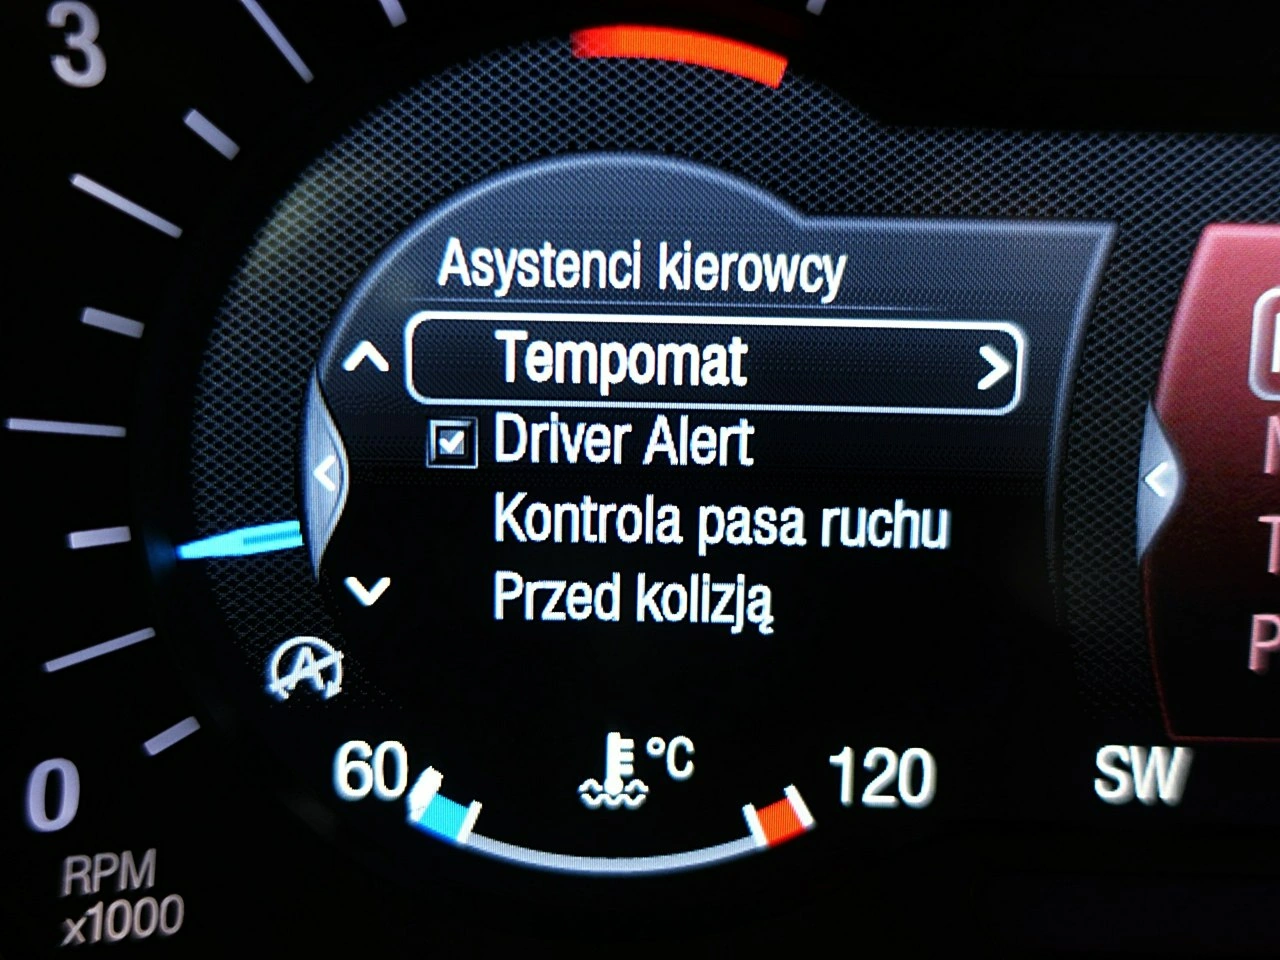 3
Asystenci kierowcy
Tempomat
Driver Alert
Kontrola pasa ruchu
Przed kolizją
A
60 °C 120 SW
0
RPM
x1000